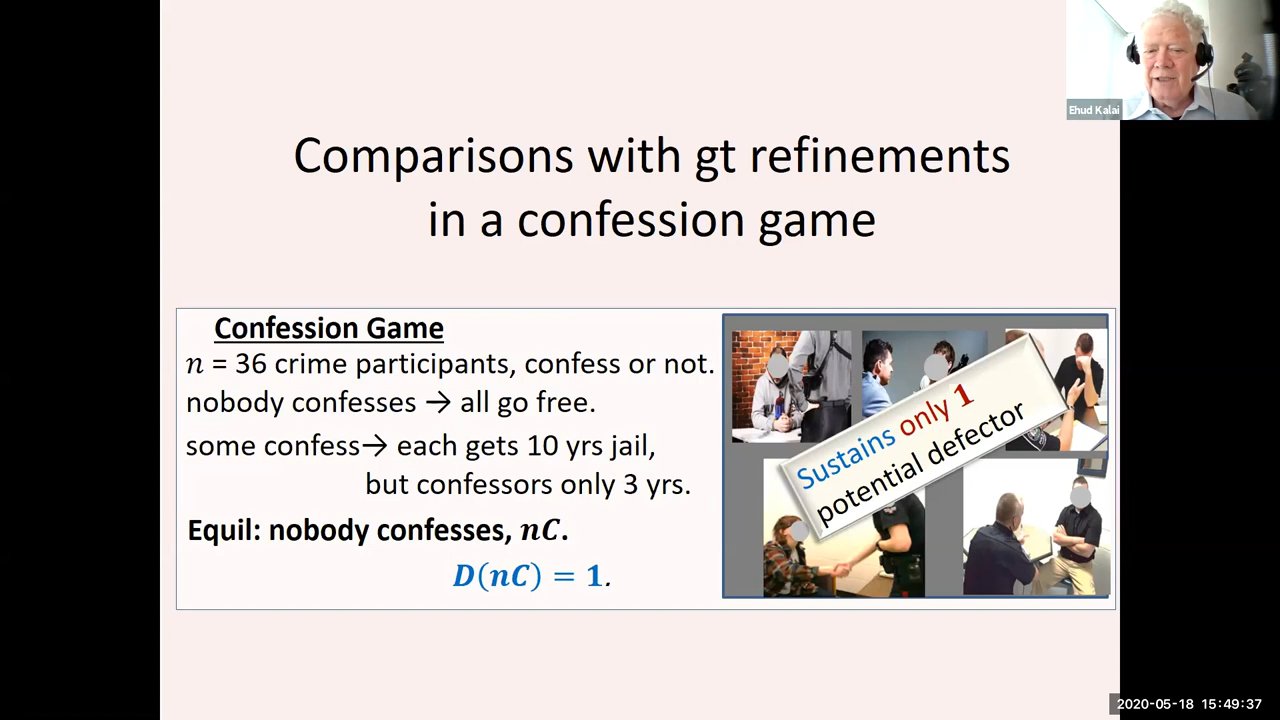 Ehud Kalai
Comparisons with gt refinements
in a confession game
Confession Game
n = 36 crime participants, confess or not.
nobody confesses → all go free.
some confess→ each gets 10 yrs jail,
but confessors only 3 yrs.
Equil: nobody confesses, nC.
D(nC) = 1.
Sustains only 1
potential defector
2020-05-18 15:49:37